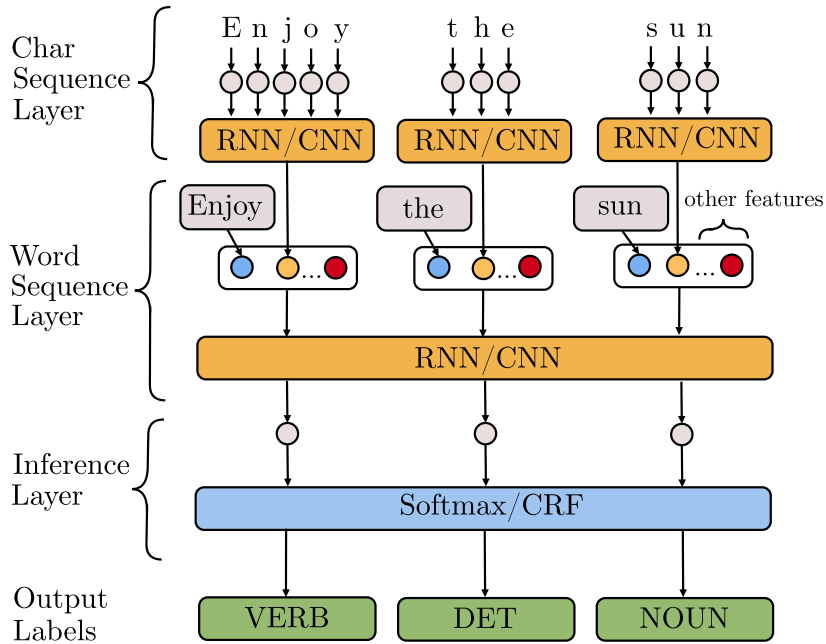 Char
Sequence
Layer
E n j o y
t h e
s u n
RNN/CNN
RNN/CNN
RNN/CNN
Word
Sequence
Layer
Enjoy
the
sun
other features
...
...
...
RNN/CNN
Inference
Layer
Softmax/CRF
Output
Labels
VERB
DET
NOUN